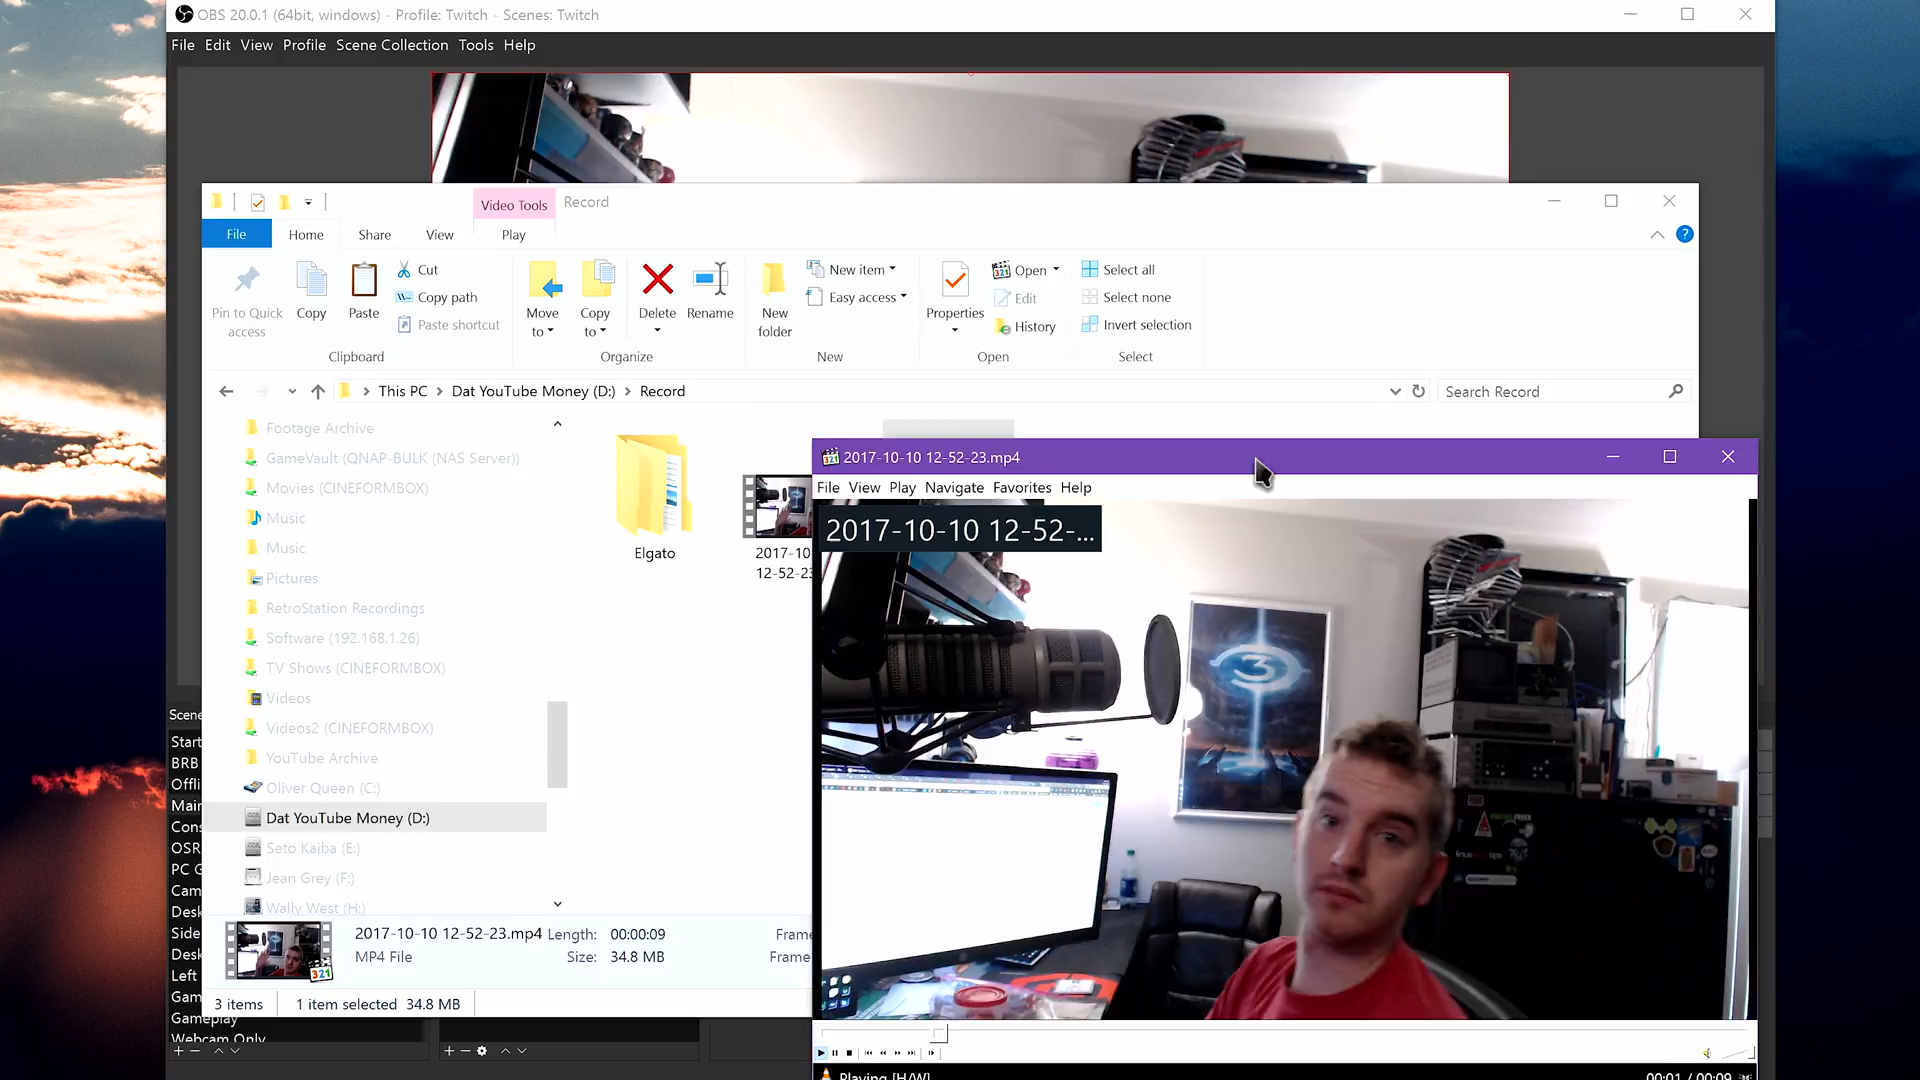 OBS 20.0.1 (64bit, windows) - Profile: Twitch - Scenes: Twitch
File Edit View Profile Scene Collection Tools Help
Video Tools Record
File Home Share View Play
Pin to Quick access
Copy
Paste
Cut
Copy path
Paste shortcut
Clipboard
Move to
Copy to
Delete
Rename
Organize
New folder
New item
Easy access
New
Properties
Open
Edit
History
Open
Select all
Select none
Invert selection
Select
This PC > Dat YouTube Money (D:) > Record
Search Record
Footage Archive
GameVault (QNAP-BULK (NAS Server))
Movies (CINEFORMBOX)
Music
Music
Pictures
RetroStation Recordings
Software (192.168.1.26)
TV Shows (CINEFORMBOX)
Videos
Videos2 (CINEFORMBOX)
YouTube Archive
Oliver Queen (C:)
Dat YouTube Money (D:)
Seto Kaiba (E:)
Jean Grey (F:)
Wally West (H:)
Elgato
2017-10
12-52-23
2017-10-10 12-52-23.mp4 Length: 00:00:09 Frame
MP4 File Size: 34.8 MB Frame
3 items 1 item selected 34.8 MB
Scene
Start
BRB
Offli
Main
Cons
OSR
PC G
Cam
Desk
Side
Desk
Left
Gam
Gameplay
Webcam Only
2017-10-10 12-52-23.mp4
File View Play Navigate Favorites Help
2017-10-10 12-52-...
3
Playing [H/W] 00:01 / 00:09